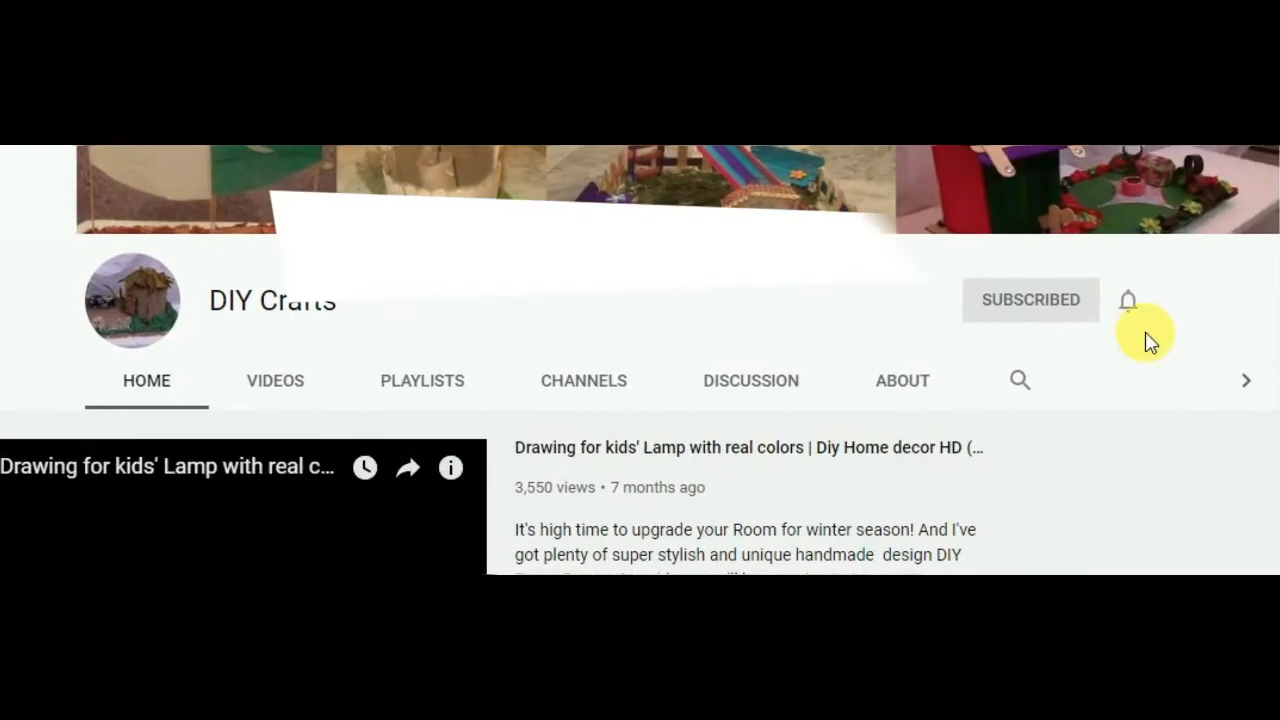 DIY Crafts
SUBSCRIBED
HOME VIDEOS PLAYLISTS CHANNELS DISCUSSION ABOUT
Drawing for kids' Lamp with real c...
Drawing for kids' Lamp with real colors | Diy Home decor HD (...
3,550 views • 7 months ago
It's high time to upgrade your Room for winter season! And I've
got plenty of super stylish and unique handmade design DIY